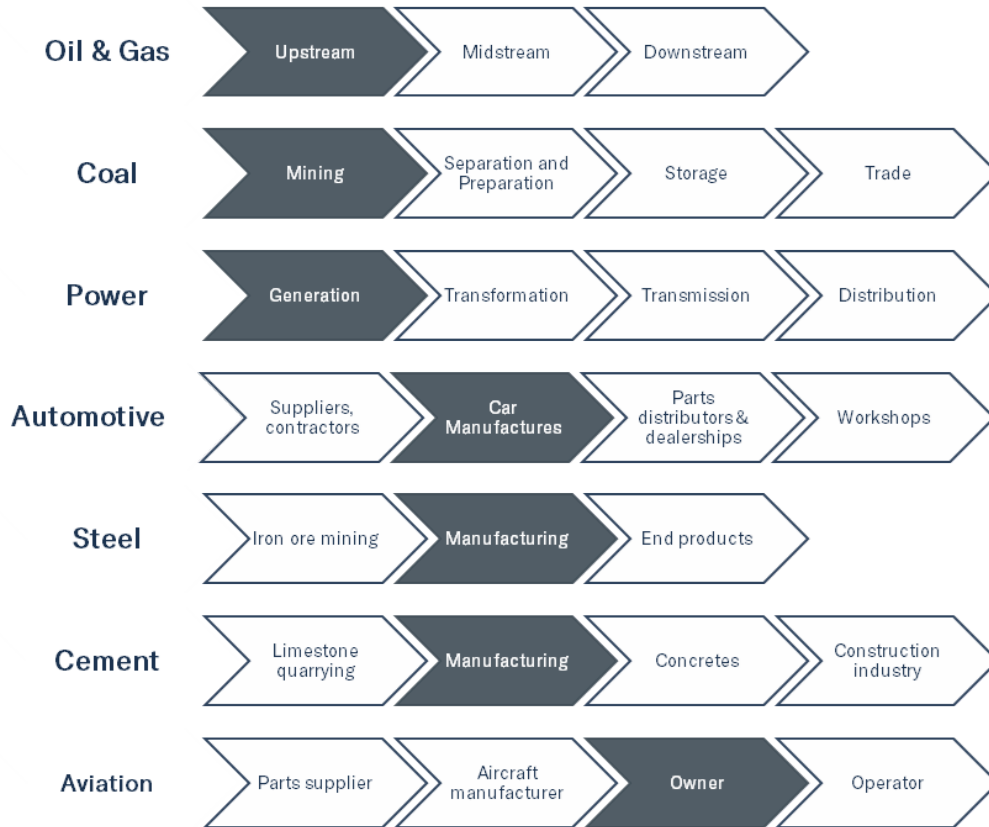 Oil & Gas
Upstream
Midstream
Downstream
Coal
Mining
Separation and
Preparation
Storage
Trade
Power
Generation
Transformation
Transmission
Distribution
Automotive
Suppliers,
contractors
Car
Manufactures
Parts
distributors &
dealerships
Workshops
Steel
Iron ore mining
Manufacturing
End products
Cement
Limestone
quarrying
Manufacturing
Concretes
Construction
industry
Aviation
Parts supplier
Aircraft
manufacturer
Owner
Operator